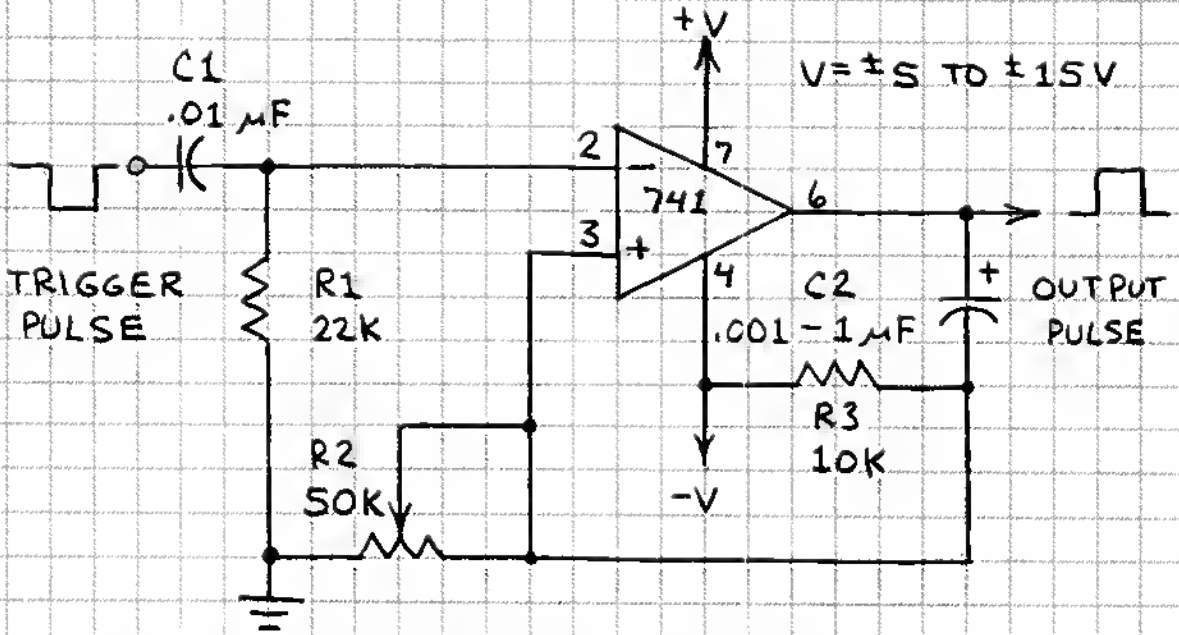 +V
V = ±5 TO ±15V
C1
.01 μF
2
−
7
741
6
3
+
4
TRIGGER
PULSE
R1
22K
C2
.001 – 1 μF
+
OUTPUT
PULSE
R3
10K
R2
50K
-V